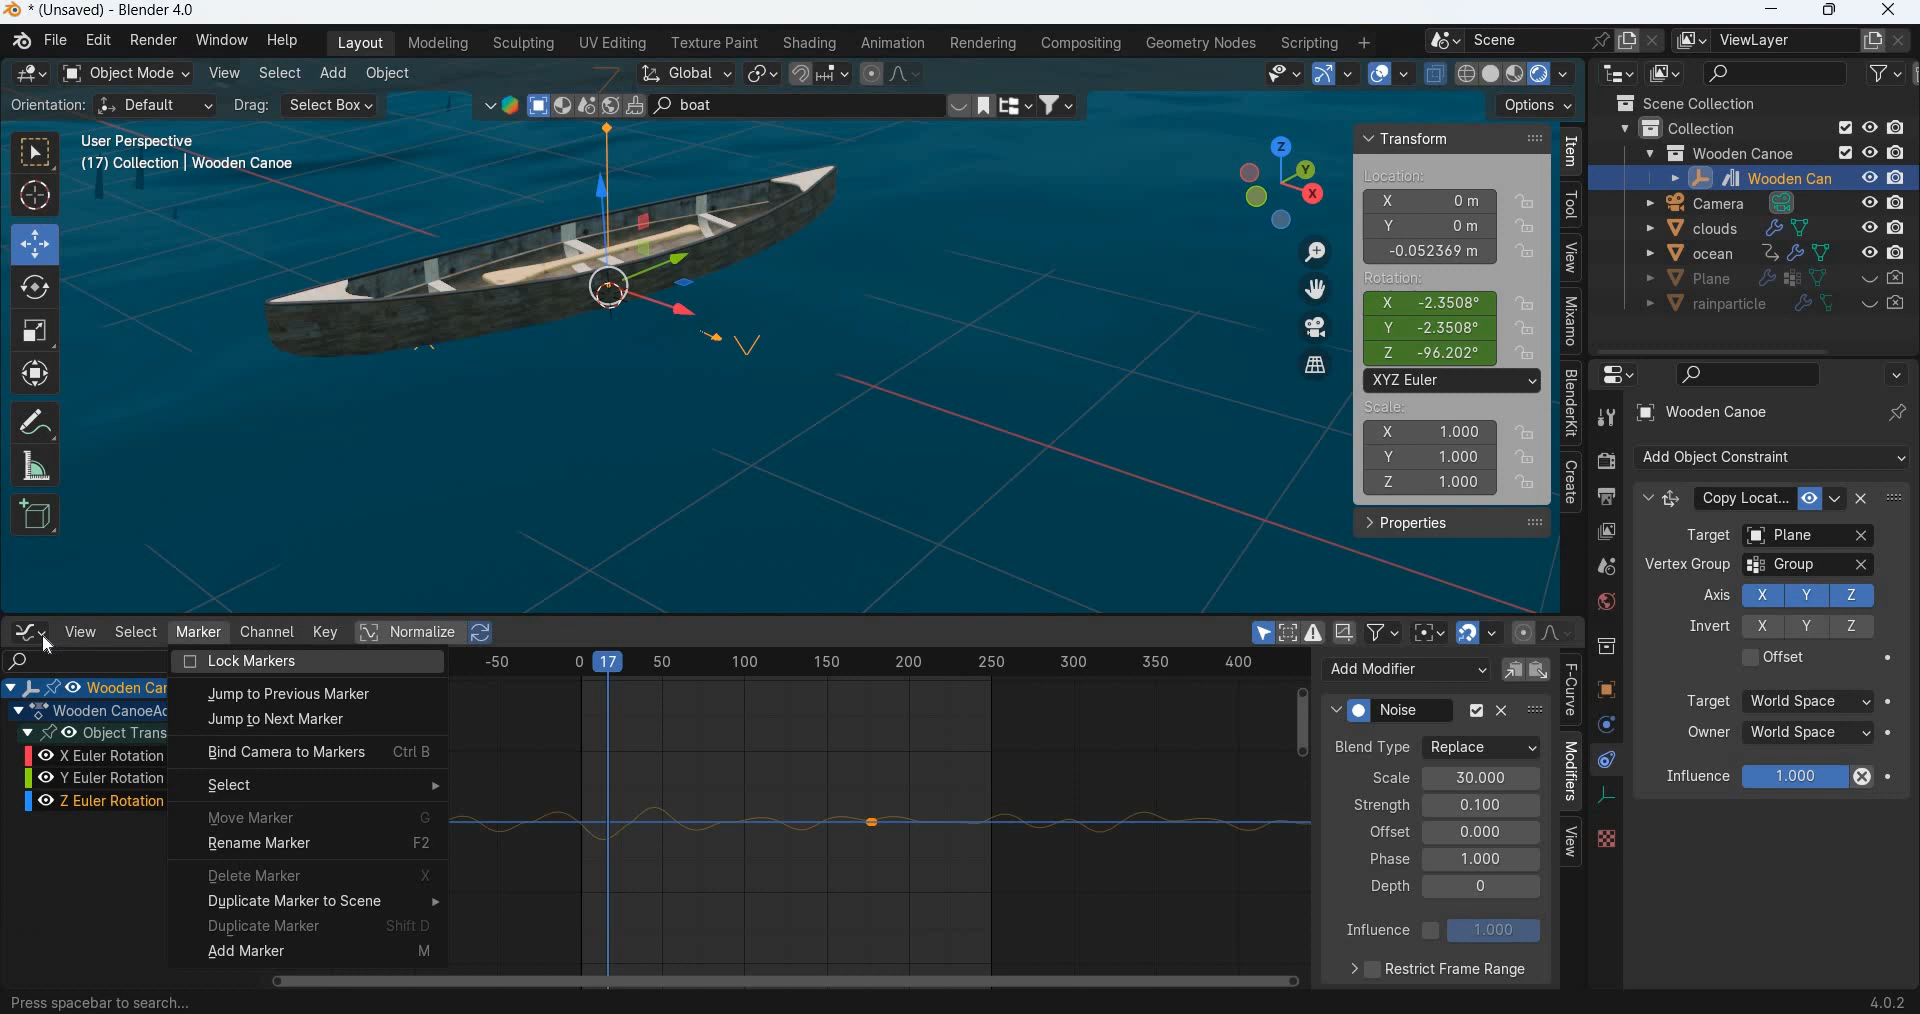 * (Unsaved) - Blender 4.0
File Edit Render Window Help Layout Modeling Sculpting UV Editing Texture Paint Shading Animation Rendering Compositing Geometry Nodes Scripting + Scene ViewLayer
Object Mode View Select Add Object Global
Orientation: Default Drag: Select Box boat Options
User Perspective
(17) Collection | Wooden Canoe
Z
Y
X
Item
Tool
View
Mixamo
BlenderKit
Create
Transform
Location:
X 0 m
Y 0 m
-0.052369 m
Rotation:
X -2.3508°
Y -2.3508°
Z -96.202°
XYZ Euler
Scale:
X 1.000
Y 1.000
Z 1.000
Properties
Scene Collection
Collection
Wooden Canoe
Wooden Can
Camera
clouds
ocean
Plane
rainparticle
Wooden Canoe
Add Object Constraint
Copy Locat...
Target Plane
Vertex Group Group
Axis X Y Z
Invert X Y Z
Offset
Target World Space
Owner World Space
Influence 1.000
View Select Marker Channel Key Normalize
Lock Markers
Jump to Previous Marker
Jump to Next Marker
Bind Camera to Markers Ctrl B
Select
Move Marker G
Rename Marker F2
Delete Marker X
Duplicate Marker to Scene
Duplicate Marker Shift D
Add Marker M
Wooden Car
Wooden CanoeAc
Object Trans
X Euler Rotation
Y Euler Rotation
Z Euler Rotation
-50 0 17 50 100 150 200 250 300 350 400
Add Modifier
Noise
Blend Type Replace
Scale 30.000
Strength 0.100
Offset 0.000
Phase 1.000
Depth 0
Influence 1.000
Restrict Frame Range
F-Curve
Modifiers
View
Press spacebar to search...
4.0.2